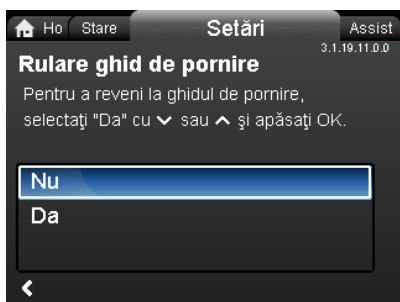 Ho Stare Setări Assist
3.1.19.11.0.0
Rulare ghid de pornire
Pentru a reveni la ghidul de pornire,
selectaţi "Da" cu sau şi apăsaţi OK.
Nu
Da